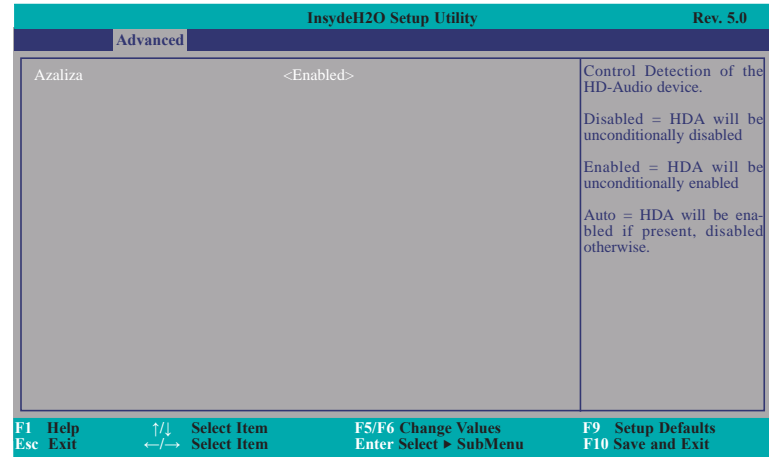 InsydeH2O Setup Utility Rev. 5.0
Advanced
Azaliza <Enabled>
Control Detection of the
HD-Audio device.
Disabled = HDA will be
unconditionally disabled
Enabled = HDA will be
unconditionally enabled
Auto = HDA will be ena-
bled if present, disabled
otherwise.
F1 Help ↑/↓ Select Item F5/F6 Change Values F9 Setup Defaults
Esc Exit ←/→ Select Item Enter Select ▶ SubMenu F10 Save and Exit